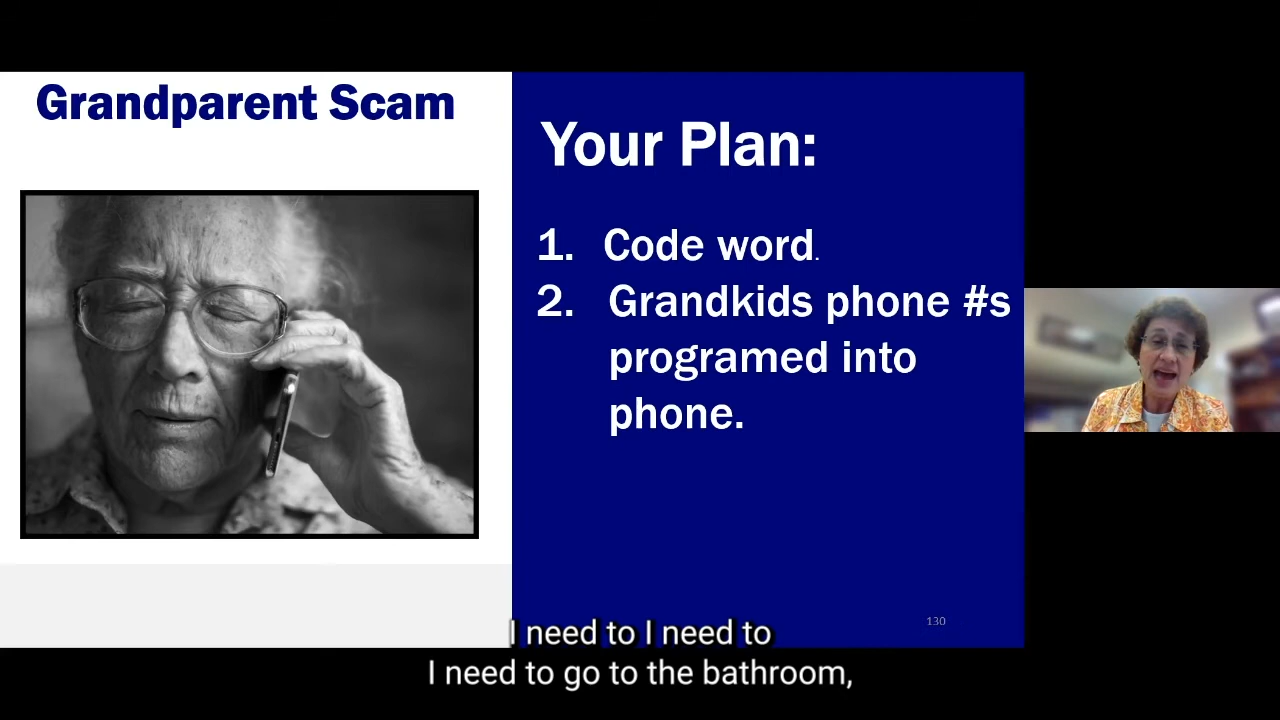 Grandparent Scam
Your Plan:
1. Code word.
2. Grandkids phone #s
programed into
phone.
130
I need to I need to
I need to go to the bathroom,